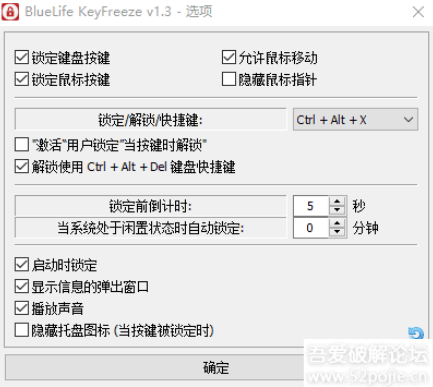 BlueLife KeyFreeze v1.3 - 选项
锁定键盘按键 允许鼠标移动
锁定鼠标按键 隐藏鼠标指针
锁定/解锁/快捷键: Ctrl + Alt + X
"激活“用户锁定”当按键时解锁"
解锁使用 Ctrl + Alt + Del 键盘快捷键
锁定前倒计时: 5 秒
当系统处于闲置状态时自动锁定: 0 分钟
启动时锁定
显示信息的弹出窗口
播放声音
隐藏托盘图标 (当按键被锁定时)
确定
吾爱破解论坛
www.52pojie.cn